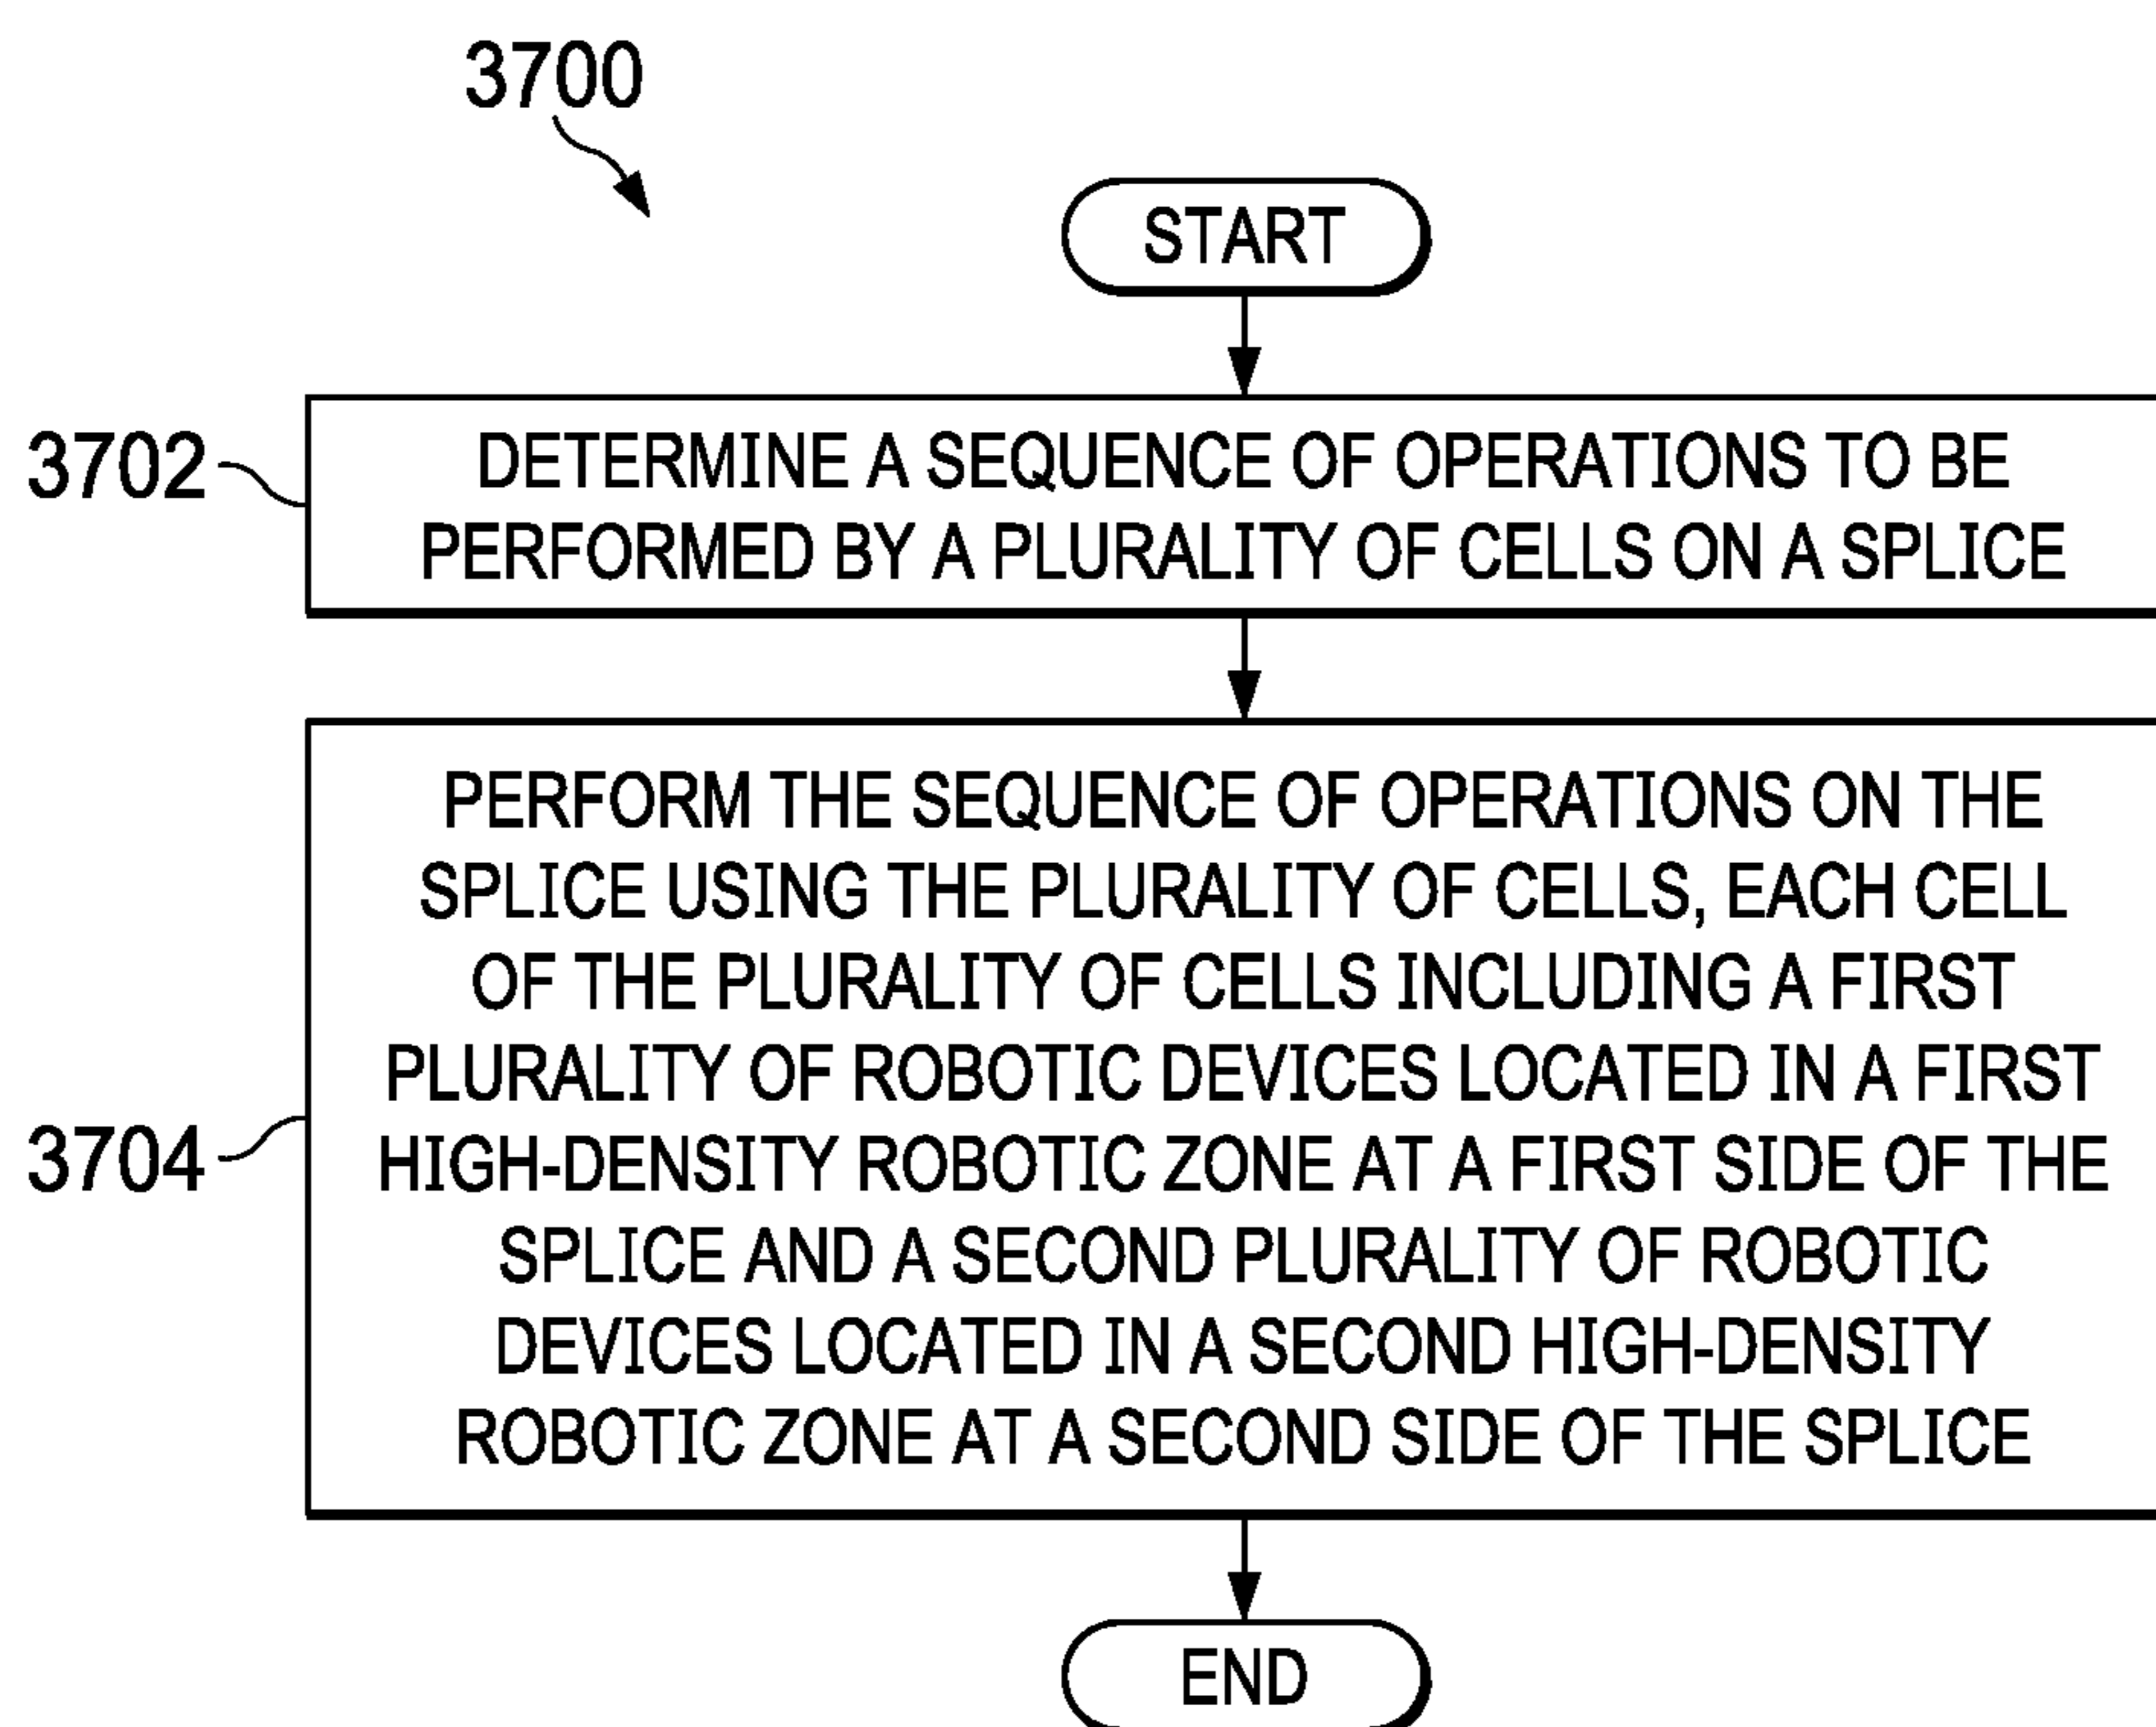 3700
START
3702
DETERMINE A SEQUENCE OF OPERATIONS TO BE
PERFORMED BY A PLURALITY OF CELLS ON A SPLICE
3704
PERFORM THE SEQUENCE OF OPERATIONS ON THE
SPLICE USING THE PLURALITY OF CELLS, EACH CELL
OF THE PLURALITY OF CELLS INCLUDING A FIRST
PLURALITY OF ROBOTIC DEVICES LOCATED IN A FIRST
HIGH-DENSITY ROBOTIC ZONE AT A FIRST SIDE OF THE
SPLICE AND A SECOND PLURALITY OF ROBOTIC
DEVICES LOCATED IN A SECOND HIGH-DENSITY
ROBOTIC ZONE AT A SECOND SIDE OF THE SPLICE
END